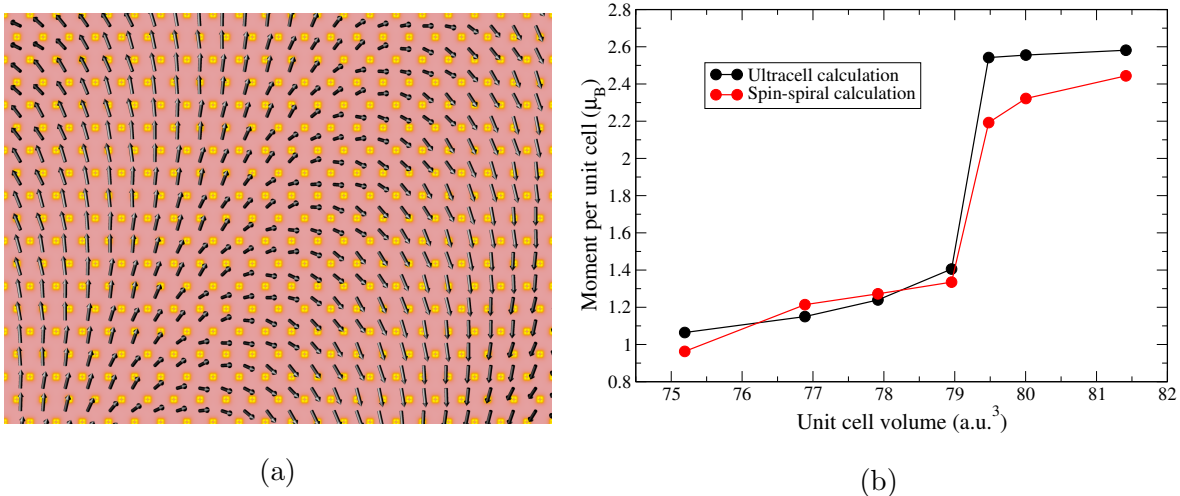 2.8
2.6
2.4
2.2
2
1.8
1.6
1.4
1.2
1
0.8
Moment per unit cell (μB)
Ultracell calculation
Spin-spiral calculation
75 76 77 78 79 80 81 82
Unit cell volume (a.u.³)
(a)
(b)